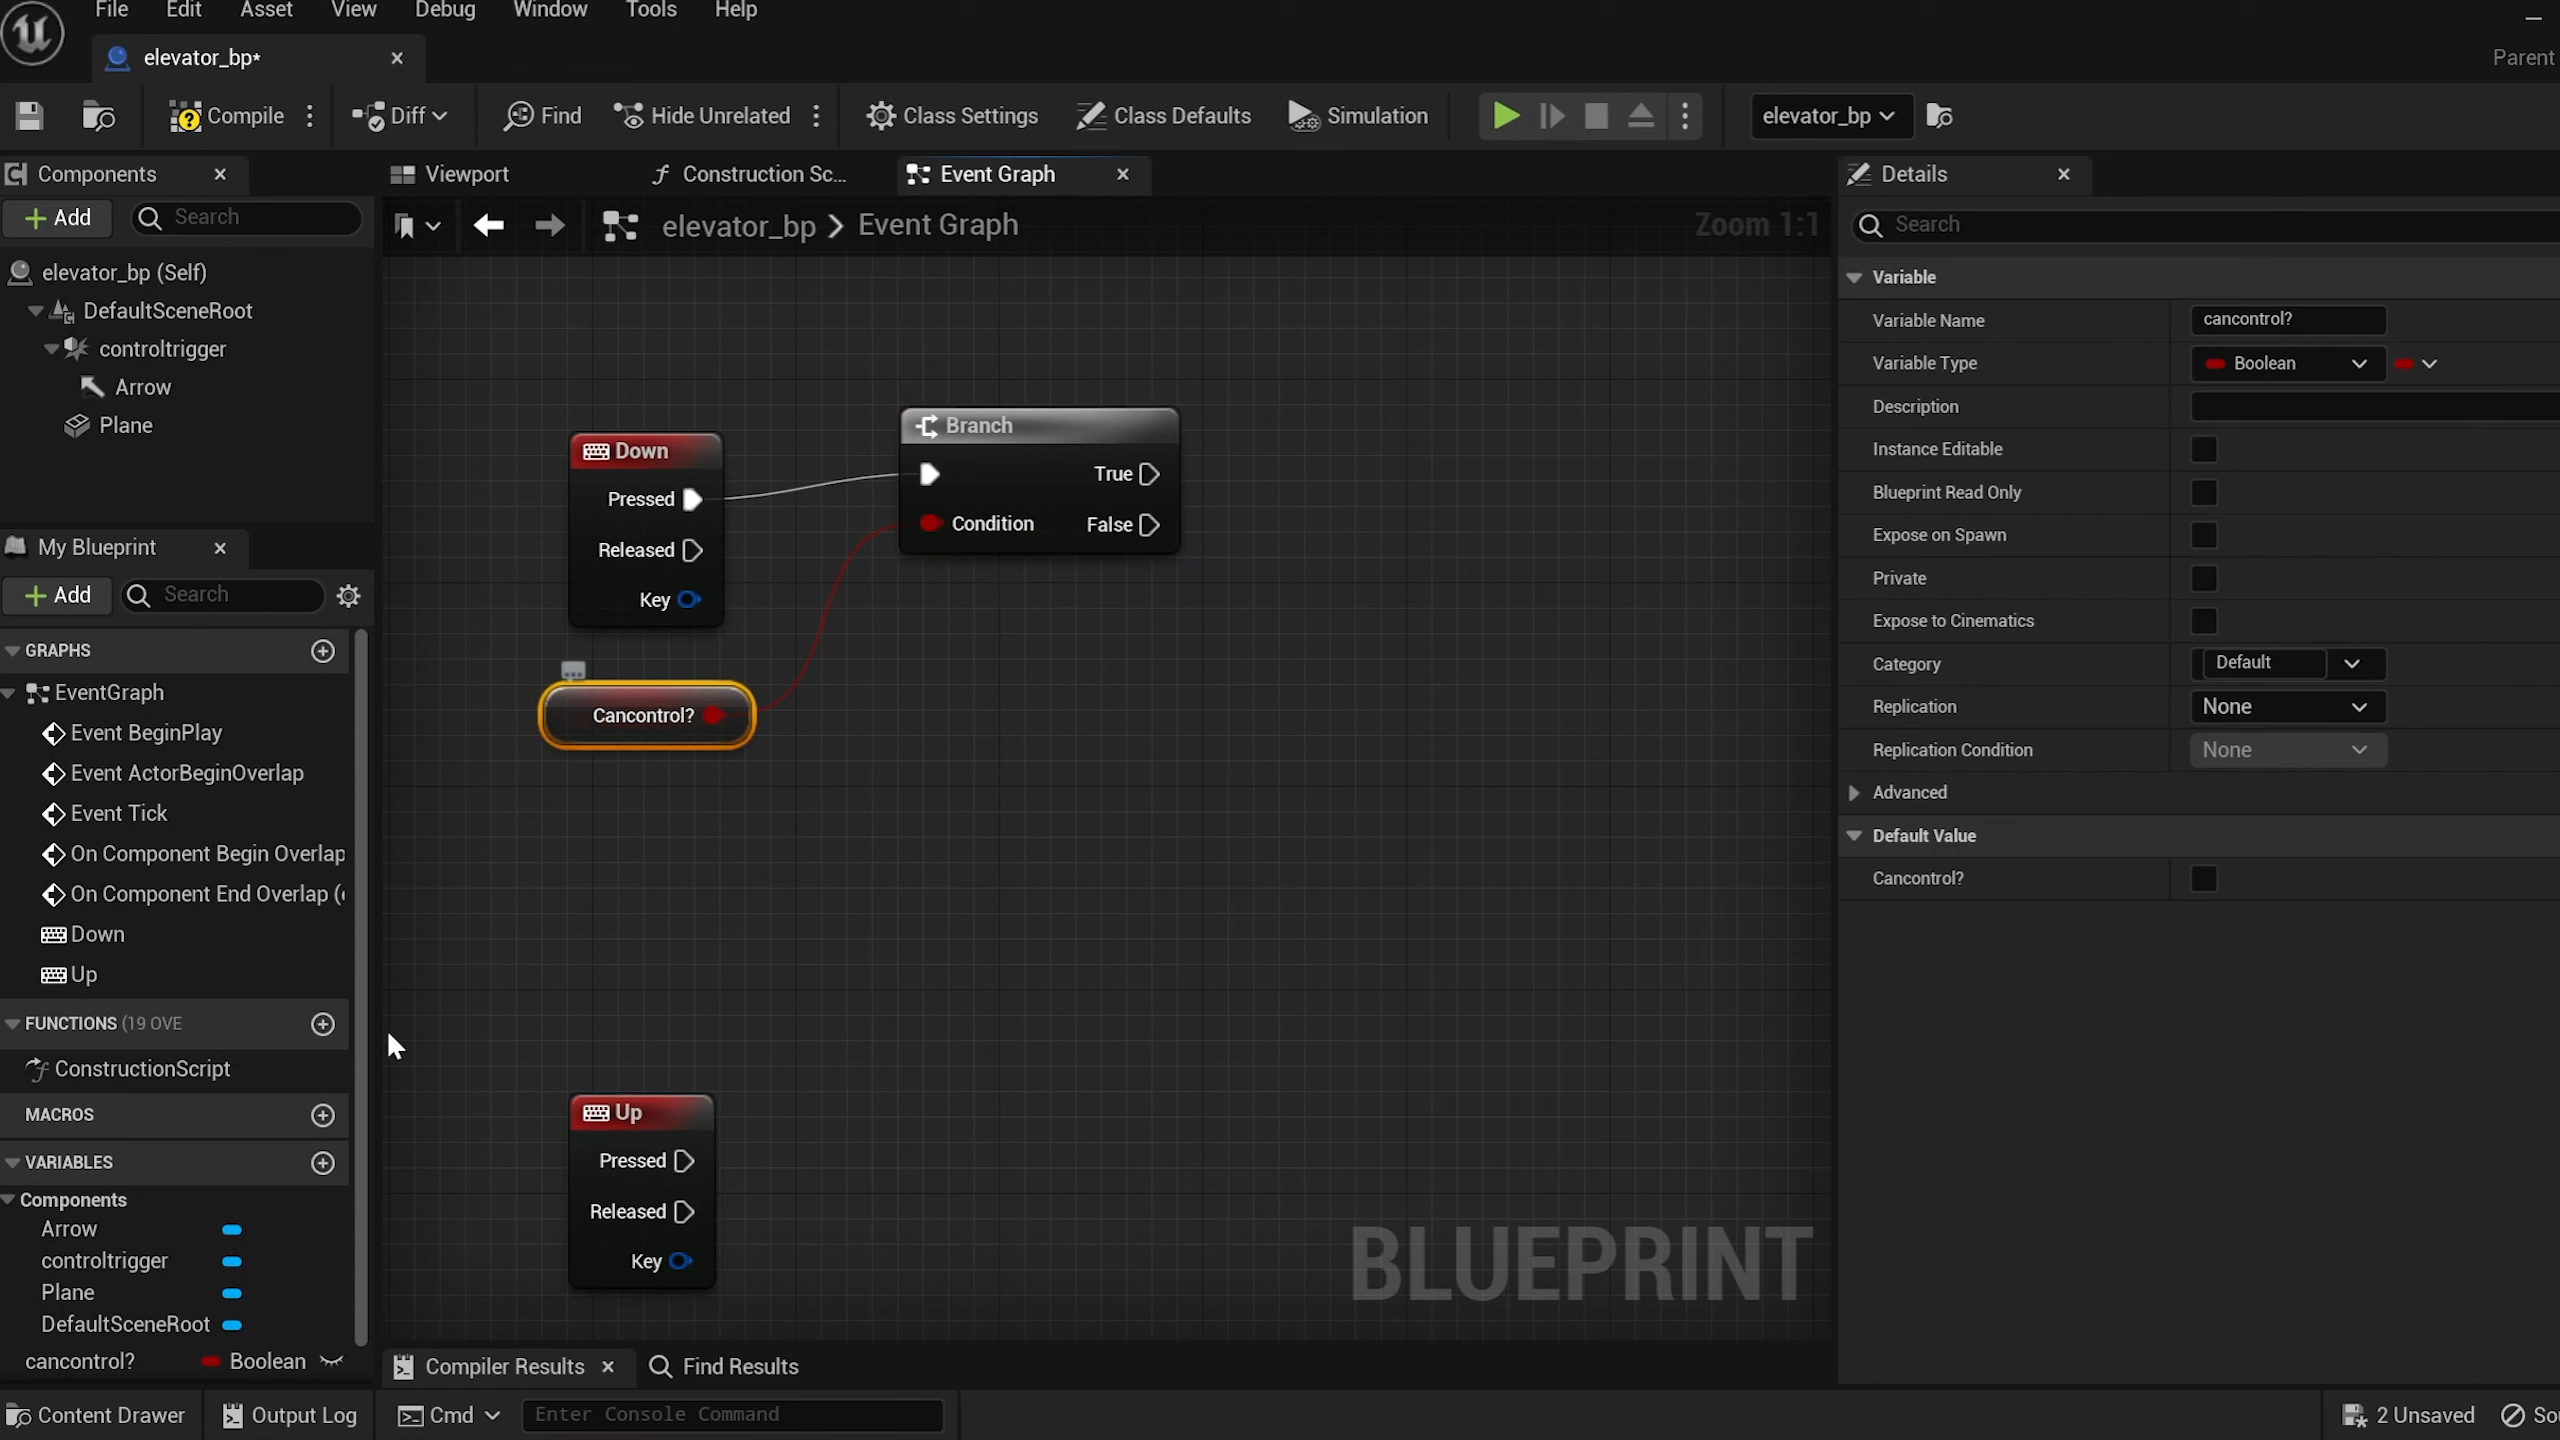 File Edit Asset View Debug Window Tools Help
elevator_bp*
Parent
Compile Diff Find Hide Unrelated Class Settings Class Defaults Simulation elevator_bp
Components
Viewport Construction Sc... Event Graph
Details
Add Search
elevator_bp > Event Graph
Zoom 1:1
Search
elevator_bp (Self)
DefaultSceneRoot
controltrigger
Arrow
Plane
My Blueprint
Add Search
GRAPHS
EventGraph
Event BeginPlay
Event ActorBeginOverlap
Event Tick
On Component Begin Overlap
On Component End Overlap (
Down
Up
FUNCTIONS (19 OVE
ConstructionScript
MACROS
VARIABLES
Components
Arrow
controltrigger
Plane
DefaultSceneRoot
cancontrol? Boolean
Down
Pressed
Released
Key
Branch
True
Condition False
Cancontrol?
Up
Pressed
Released
Key
BLUEPRINT
Variable
Variable Name cancontrol?
Variable Type Boolean
Description
Instance Editable
Blueprint Read Only
Expose on Spawn
Private
Expose to Cinematics
Category Default
Replication None
Replication Condition None
Advanced
Default Value
Cancontrol?
Compiler Results Find Results
Content Drawer Output Log Cmd Enter Console Command
2 Unsaved